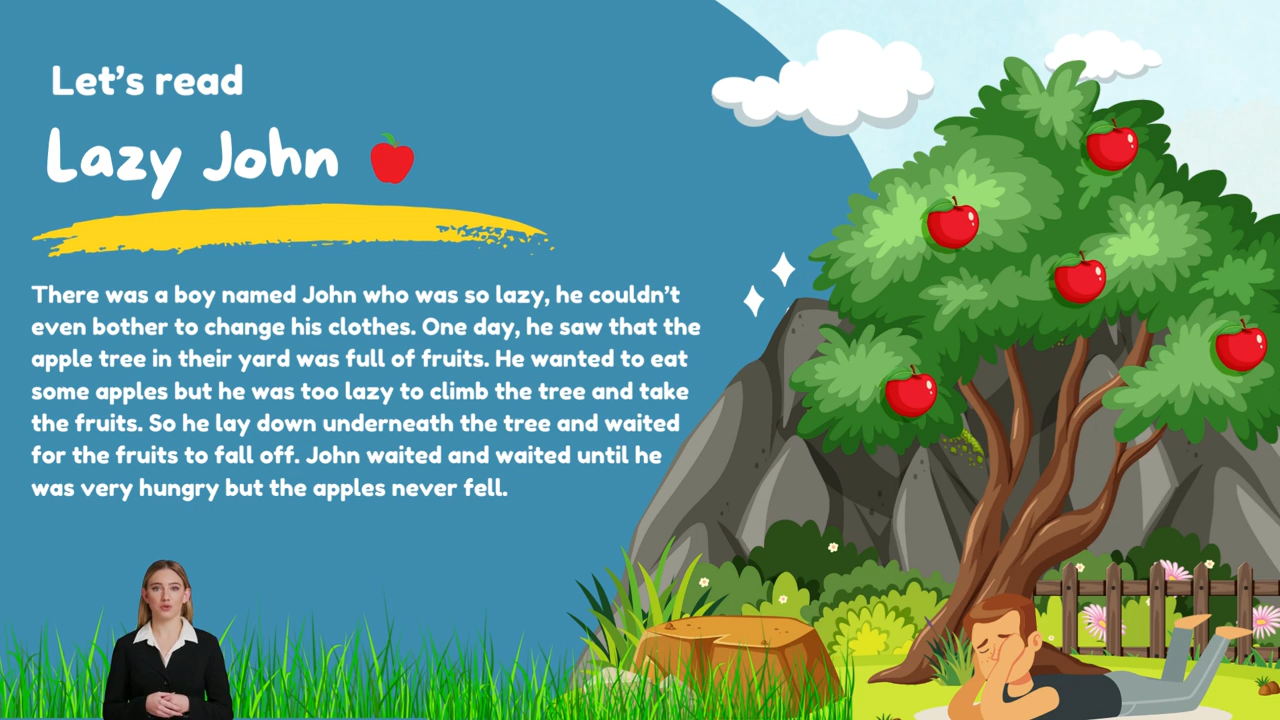 Let's read
Lazy John
There was a boy named John who was so lazy, he couldn't
even bother to change his clothes. One day, he saw that the
apple tree in their yard was full of fruits. He wanted to eat
some apples but he was too lazy to climb the tree and take
the fruits. So he lay down underneath the tree and waited
for the fruits to fall off. John waited and waited until he
was very hungry but the apples never fell.